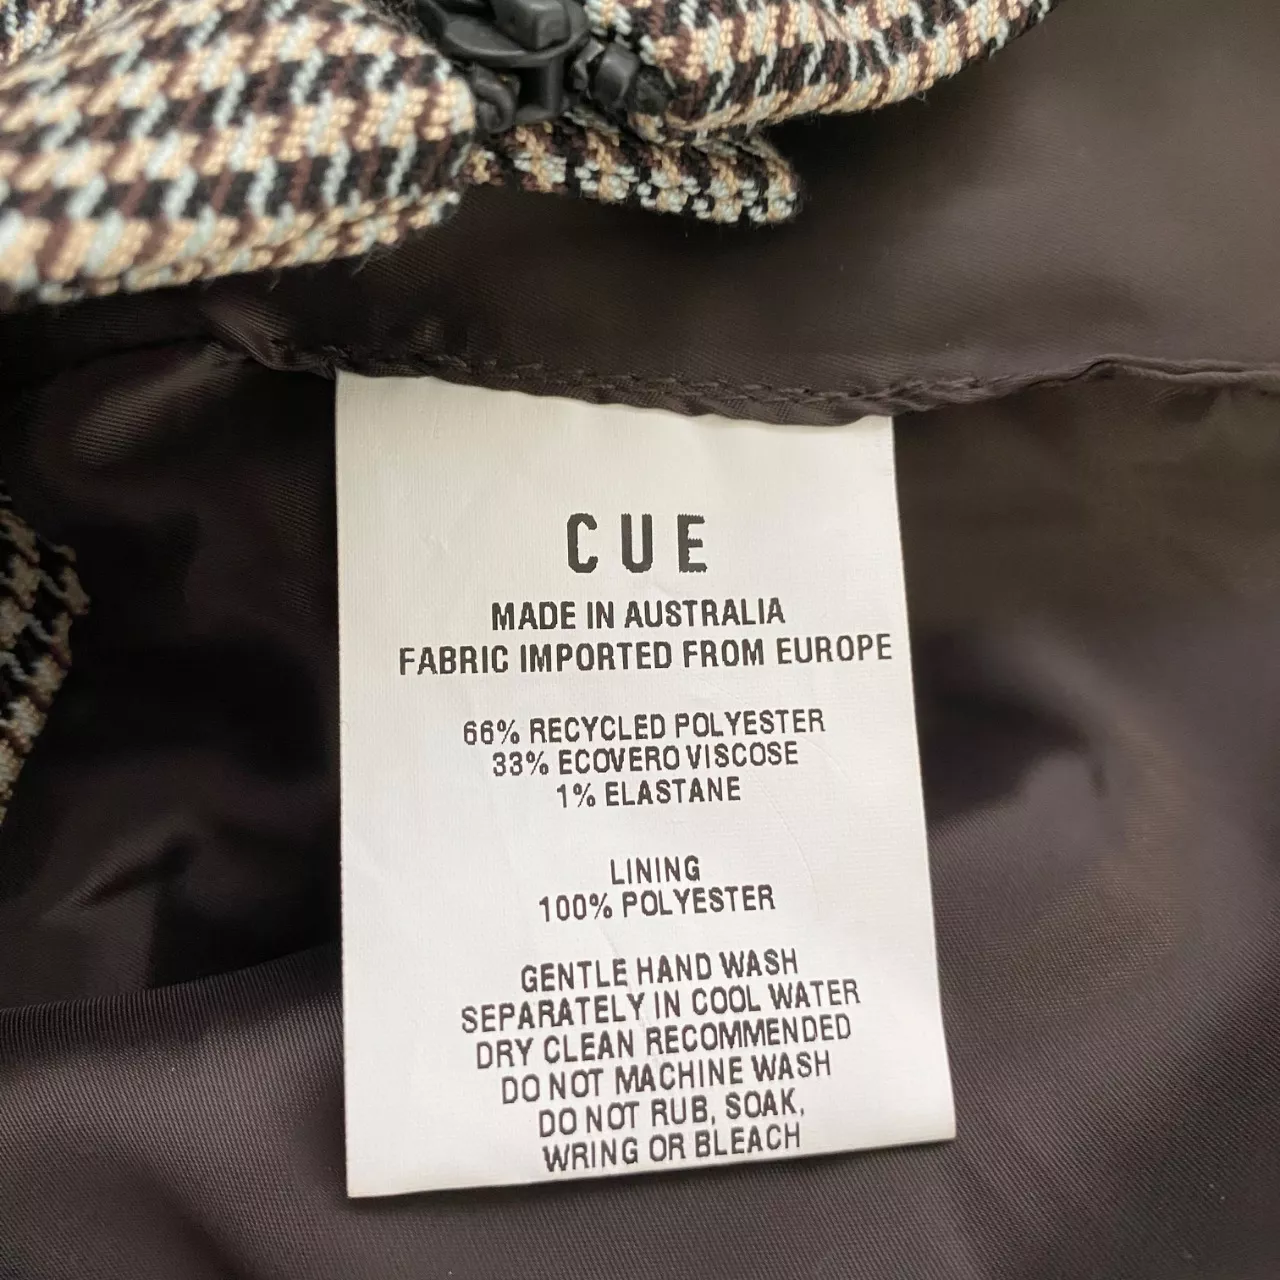 CUE
MADE IN AUSTRALIA
FABRIC IMPORTED FROM EUROPE
66% RECYCLED POLYESTER
33% ECOVERO VISCOSE
1% ELASTANE
LINING
100% POLYESTER
GENTLE HAND WASH
SEPARATELY IN COOL WATER
DRY CLEAN RECOMMENDED
DO NOT MACHINE WASH
DO NOT RUB, SOAK,
WRING OR BLEACH